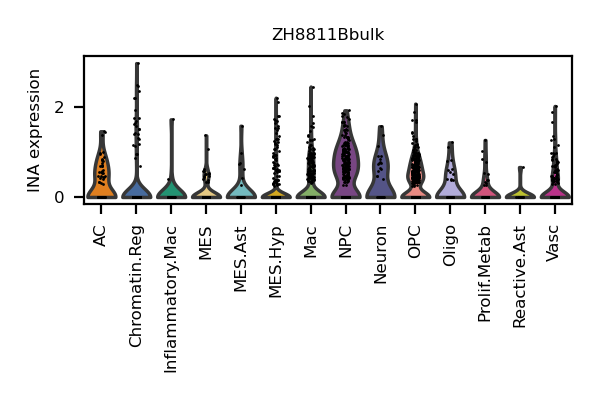 ZH8811Bbulk
INA expression
2
0
AC
Chromatin.Reg
Inflammatory.Mac
MES
MES.Ast
MES.Hyp
Mac
NPC
Neuron
OPC
Oligo
Prolif.Metab
Reactive.Ast
Vasc